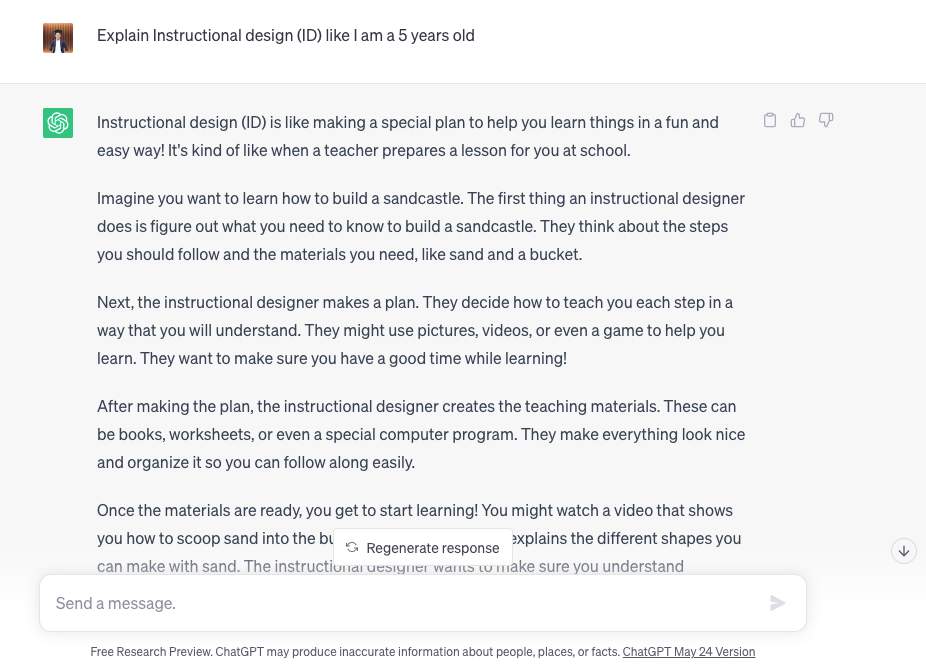 Explain Instructional design (ID) like I am a 5 years old
Instructional design (ID) is like making a special plan to help you learn things in a fun and
easy way! It's kind of like when a teacher prepares a lesson for you at school.
Imagine you want to learn how to build a sandcastle. The first thing an instructional designer
does is figure out what you need to know to build a sandcastle. They think about the steps
you should follow and the materials you need, like sand and a bucket.
Next, the instructional designer makes a plan. They decide how to teach you each step in a
way that you will understand. They might use pictures, videos, or even a game to help you
learn. They want to make sure you have a good time while learning!
After making the plan, the instructional designer creates the teaching materials. These can
be books, worksheets, or even a special computer program. They make everything look nice
and organize it so you can follow along easily.
Once the materials are ready, you get to start learning! You might watch a video that shows
you how to scoop sand into the explains the different shapes you
Regenerate response
can make with sand. The instructional designer wants to make sure you understand
Send a message.
Free Research Preview. ChatGPT may produce inaccurate information about people, places, or facts. ChatGPT May 24 Version